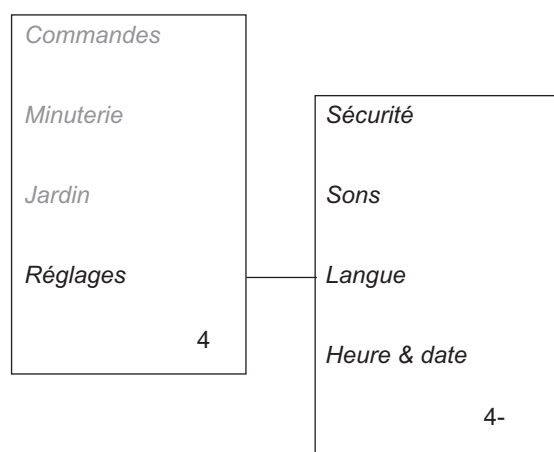 Commandes
Minuterie
Jardin
Réglages
4
Sécurité
Sons
Langue
Heure & date
4-